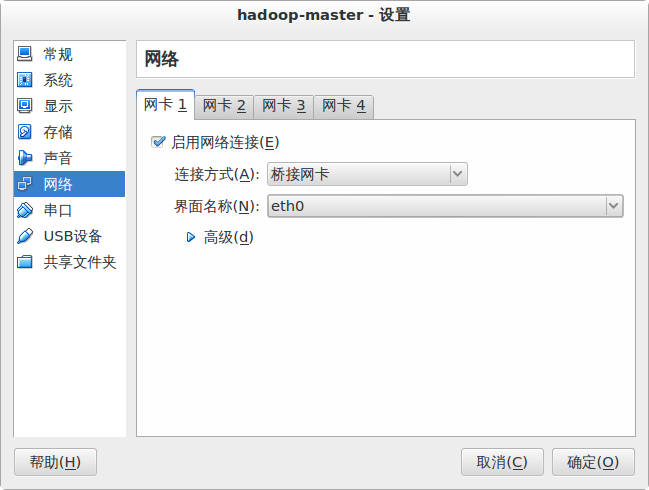 hadoop-master - 设置
常规
系统
显示
存储
声音
网络
串口
USB设备
共享文件夹
网络
网卡 1 网卡 2 网卡 3 网卡 4
启用网络连接(E)
连接方式(A): 桥接网卡
界面名称(N): eth0
高级(d)
帮助(H) 取消(C) 确定(O)